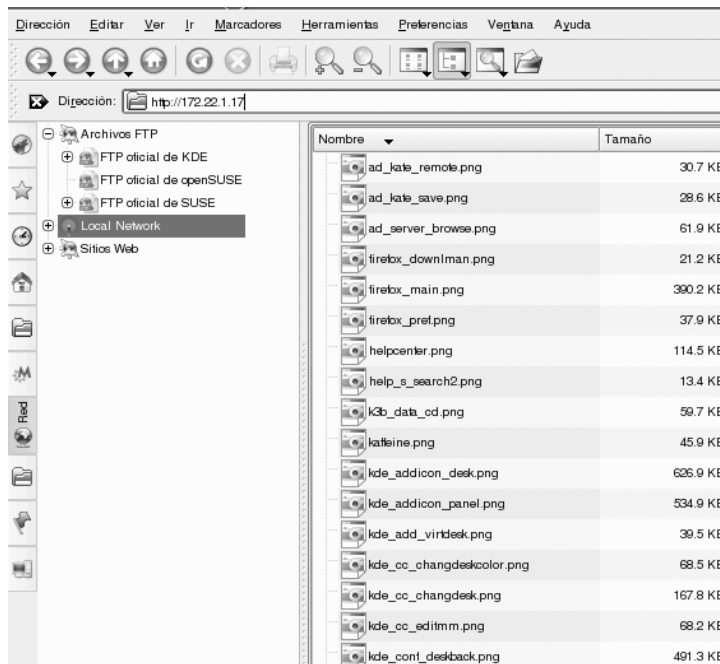 Dirección Editar Ver Ir Marcadores Herramientas Preferencias Ventana Ayuda
Dirección: http://172.22.1.17
Archivos FTP
FTP oficial de KDE
FTP oficial de openSUSE
FTP oficial de SUSE
Local Network
Sitios Web
Red
Nombre Tamaño
ad_kate_remote.png 30.7 KB
ad_kate_save.png 28.6 KB
ad_server_browse.png 61.9 KB
firefox_downlman.png 21.2 KB
firefox_main.png 390.2 KB
firefox_pref.png 37.9 KB
helpcenter.png 114.5 KB
help_s_search2.png 13.4 KB
k3b_data_cd.png 59.7 KB
kaffeine.png 45.9 KB
kde_addicon_desk.png 626.9 KB
kde_addicon_panel.png 534.9 KB
kde_add_virtdesk.png 39.5 KB
kde_cc_changdeskcolor.png 68.5 KB
kde_cc_changdesk.png 167.8 KB
kde_cc_editmm.png 68.2 KB
kde_conf_deskback.png 491.3 KB